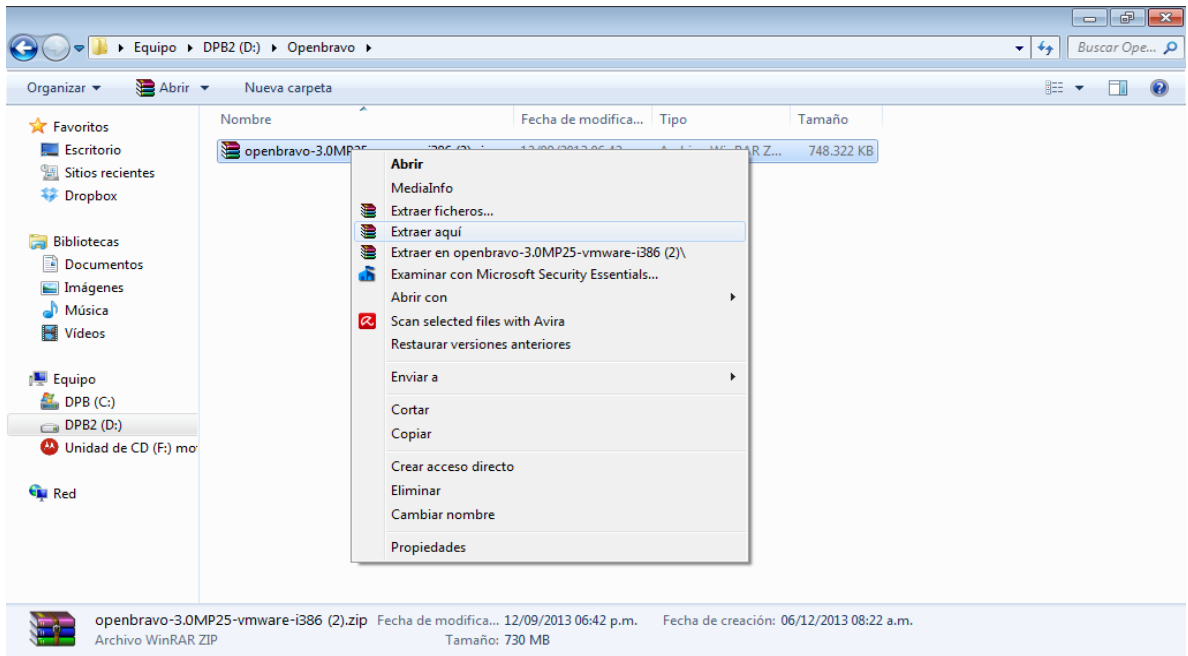 Equipo DPB2 (D:) Openbravo
Buscar Ope...
Organizar Abrir Nueva carpeta
Favoritos
Escritorio
Sitios recientes
Dropbox
Bibliotecas
Documentos
Imágenes
Música
Vídeos
Equipo
DPB (C:)
DPB2 (D:)
Unidad de CD (F:) mo
Red
Nombre Fecha de modifica... Tipo Tamaño
openbravo-3.0MP25 748.322 KB
Abrir
MediaInfo
Extraer ficheros...
Extraer aquí
Extraer en openbravo-3.0MP25-vmware-i386 (2)\
Examinar con Microsoft Security Essentials...
Abrir con
Scan selected files with Avira
Restaurar versiones anteriores
Enviar a
Cortar
Copiar
Crear acceso directo
Eliminar
Cambiar nombre
Propiedades
openbravo-3.0MP25-vmware-i386 (2).zip Fecha de modifica... 12/09/2013 06:42 p.m. Fecha de creación: 06/12/2013 08:22 a.m.
Archivo WinRAR ZIP Tamaño: 730 MB